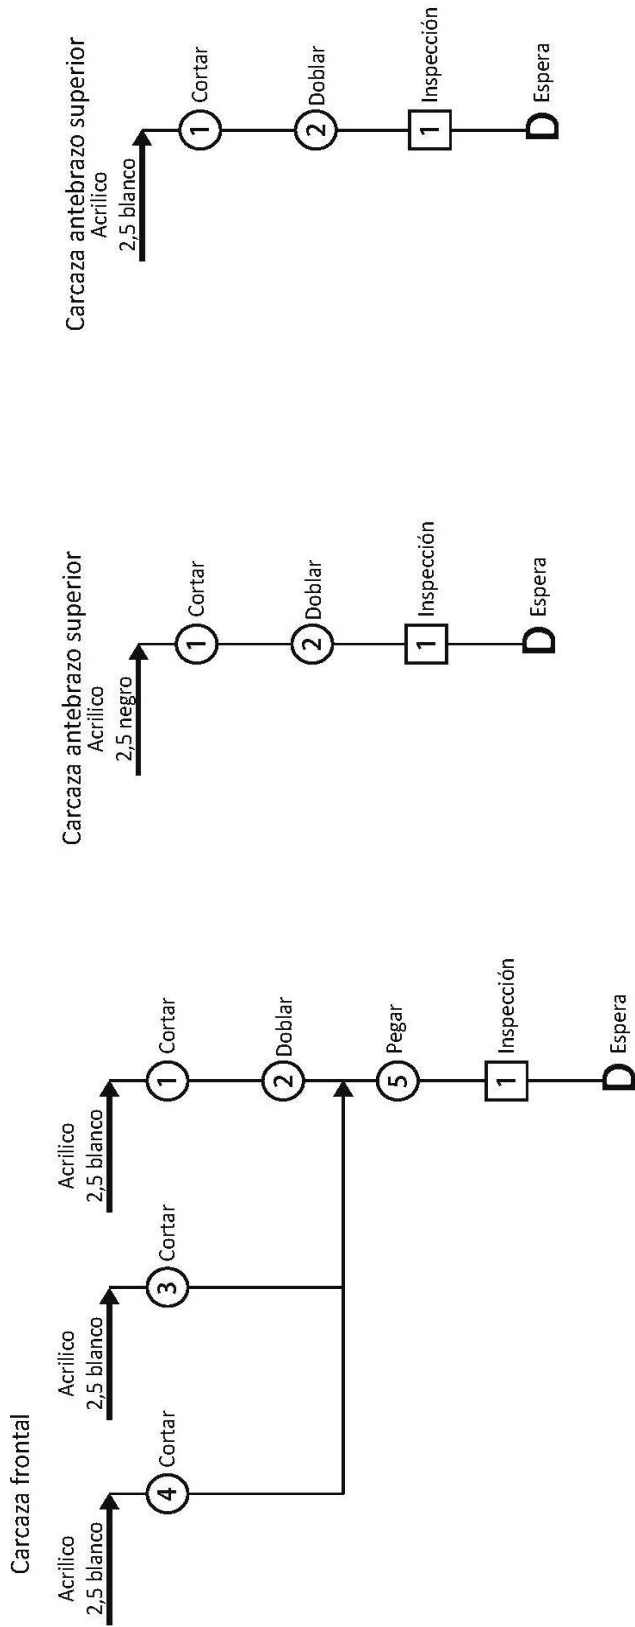 Carcaza frontal
Acrilico
2,5 blanco
4
Cortar
Acrilico
2,5 blanco
3
Cortar
Acrilico
2,5 blanco
1
Cortar
2
Doblar
5
Pegar
1
Inspección
D
Espera
Carcaza antebrazo superior
Acrilico
2,5 negro
1
Cortar
2
Doblar
1
Inspección
D
Espera
Carcaza antebrazo superior
Acrilico
2,5 blanco
1
Cortar
2
Doblar
1
Inspección
D
Espera